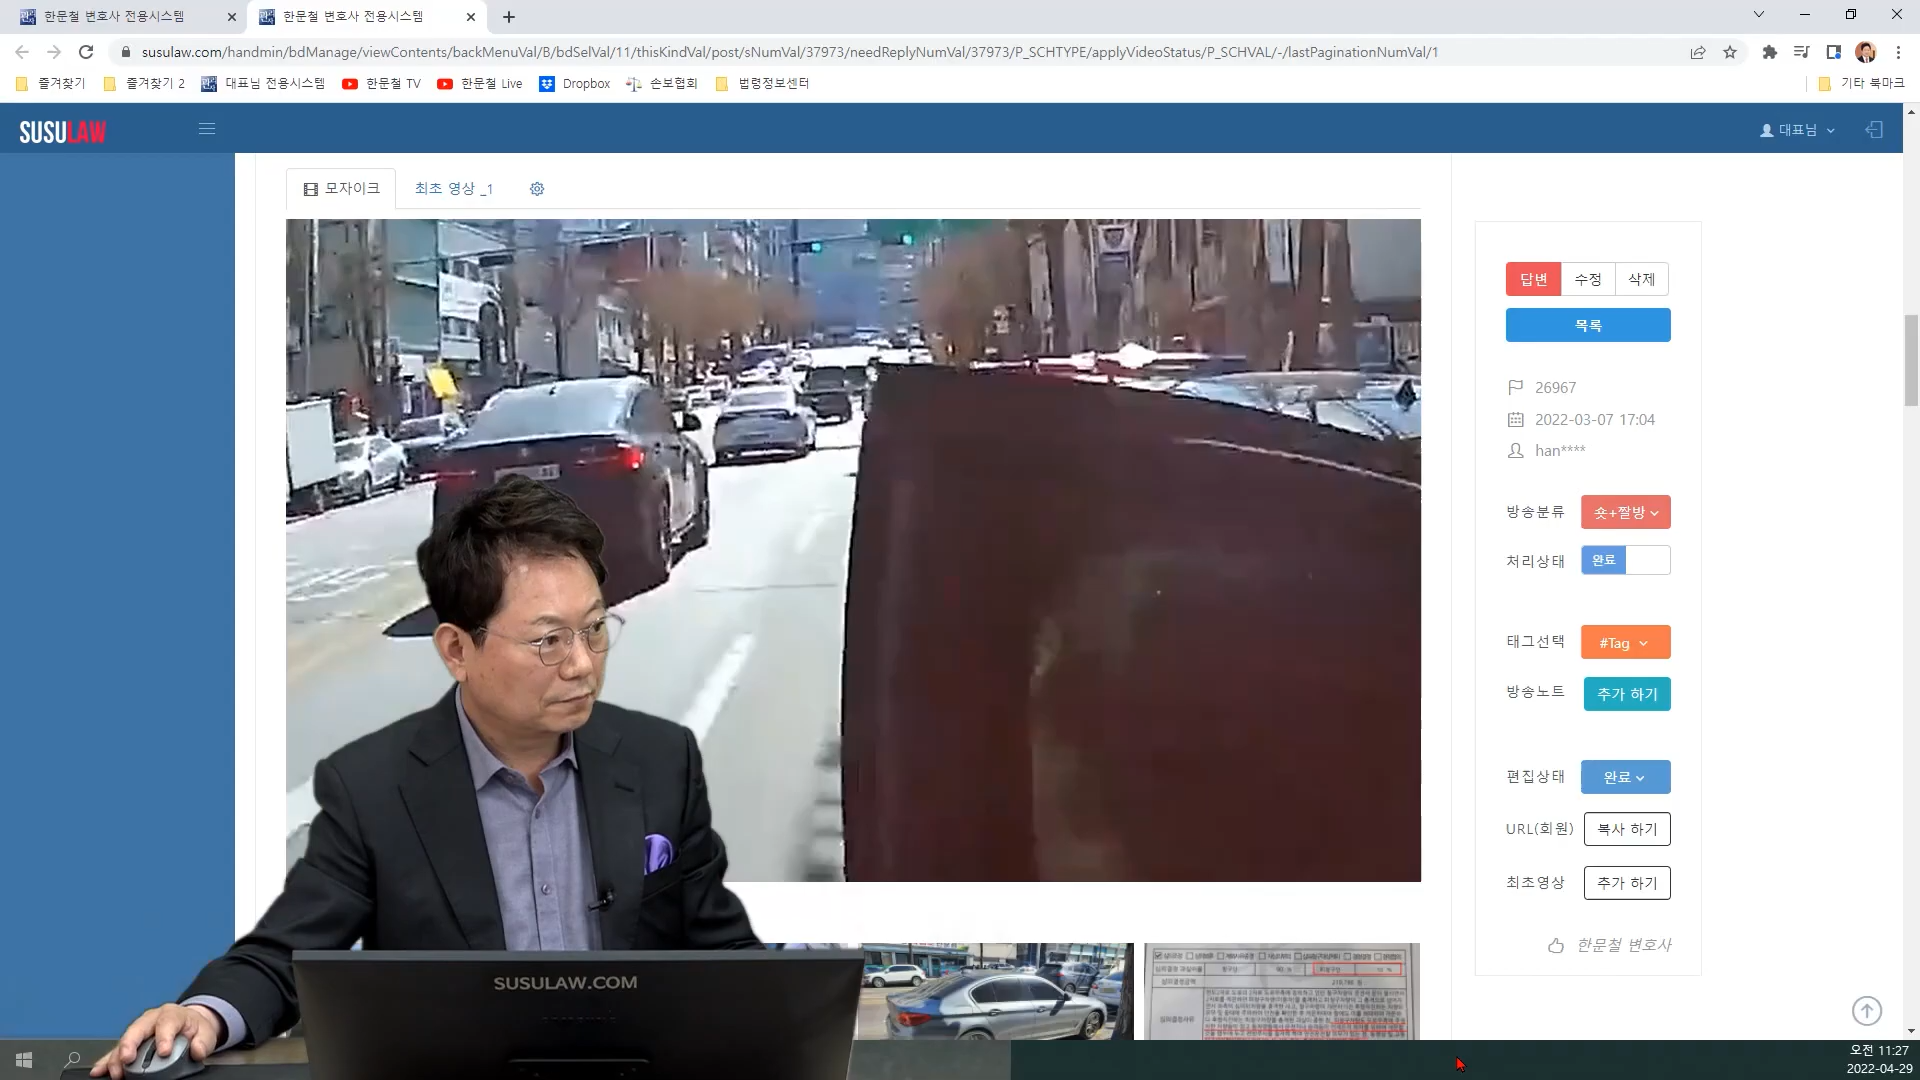 한문철 변호사 전용시스템
한문철 변호사 전용시스템
susulaw.com/handmin/bdManage/viewContents/backMenuVal/B/bdSelVal/11/thisKindVal/post/sNumVal/37973/needReplyNumVal/37973/P_SCHTYPE/applyVideoStatus/P_SCHVAL/-/lastPaginationNumVal/1
즐겨찾기
즐겨찾기 2
대표님 전용시스템
한문철 TV
한문철 Live
Dropbox
손보협회
법령정보센터
기타 북마크
SUSULAW
대표님
모자이크
최초 영상 _1
답변
수정
삭제
목록
26967
2022-03-07 17:04
han****
방송분류
숏+짤방
처리상태
완료
태그선택
#Tag
방송노트
추가 하기
편집상태
완료
URL(회원)
복사 하기
최초영상
추가 하기
한문철 변호사
SUSULAW.COM
오전 11:27
2022-04-29